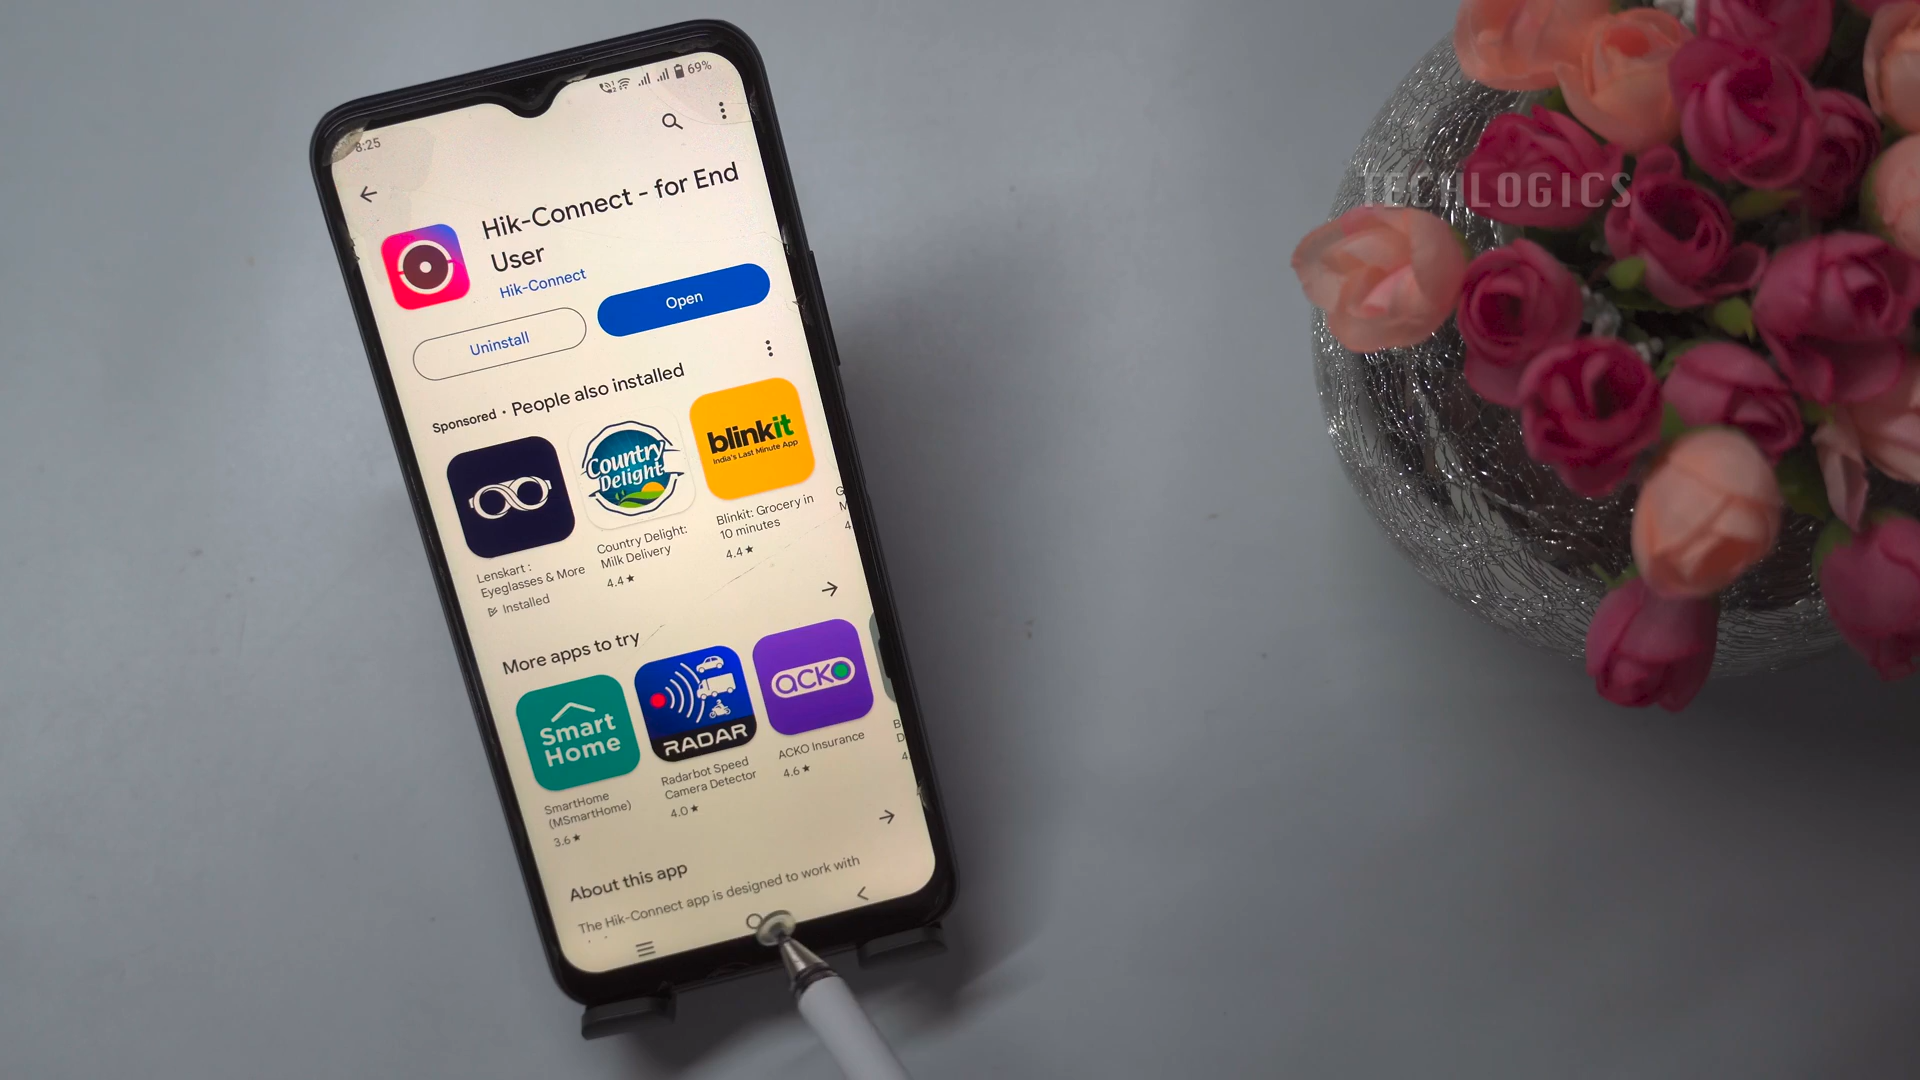 8:25
69%
Hik-Connect - for End
User
Hik-Connect
Uninstall
Open
Sponsored · People also installed
Country
Delight
blinkit
India's Last Minute App
Lenskart :
Eyeglasses & More
Installed
Country Delight:
Milk Delivery
4.4★
Blinkit: Grocery in
10 minutes
4.4★
G
M
4
More apps to try
Smart
Home
RADAR
ACKO
SmartHome
(MSmartHome)
3.6★
Radarbot Speed
Camera Detector
4.0★
ACKO Insurance
4.6★
B
D
4.
About this app
The Hik-Connect app is designed to work with
TECHLOGICS